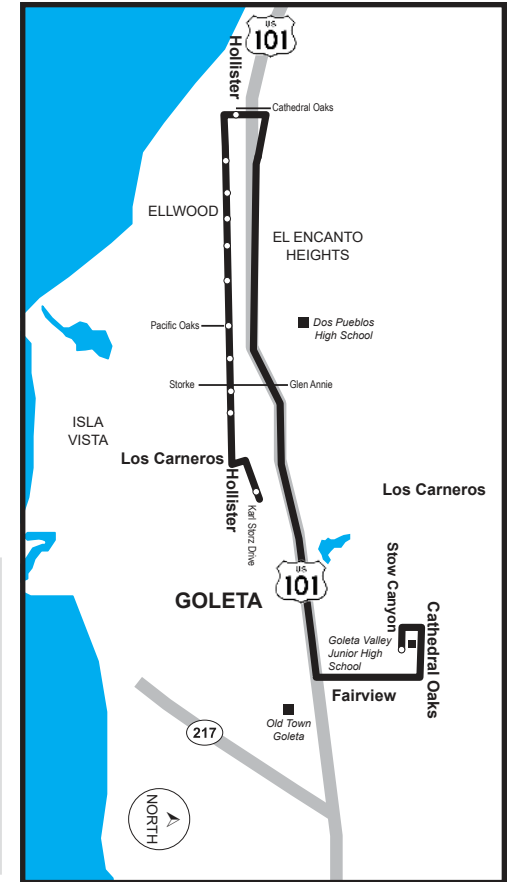 US
101
Hollister
Cathedral Oaks
ELLWOOD
EL ENCANTO
HEIGHTS
Pacific Oaks
Dos Pueblos
High School
Storke
Glen Annie
ISLA
VISTA
Los Carneros
Hollister
Karl Storz Drive
Los Carneros
US
101
GOLETA
Stow Canyon
Cathedral Oaks
Goleta Valley
Junior High
School
Fairview
Old Town
Goleta
217
NORTH